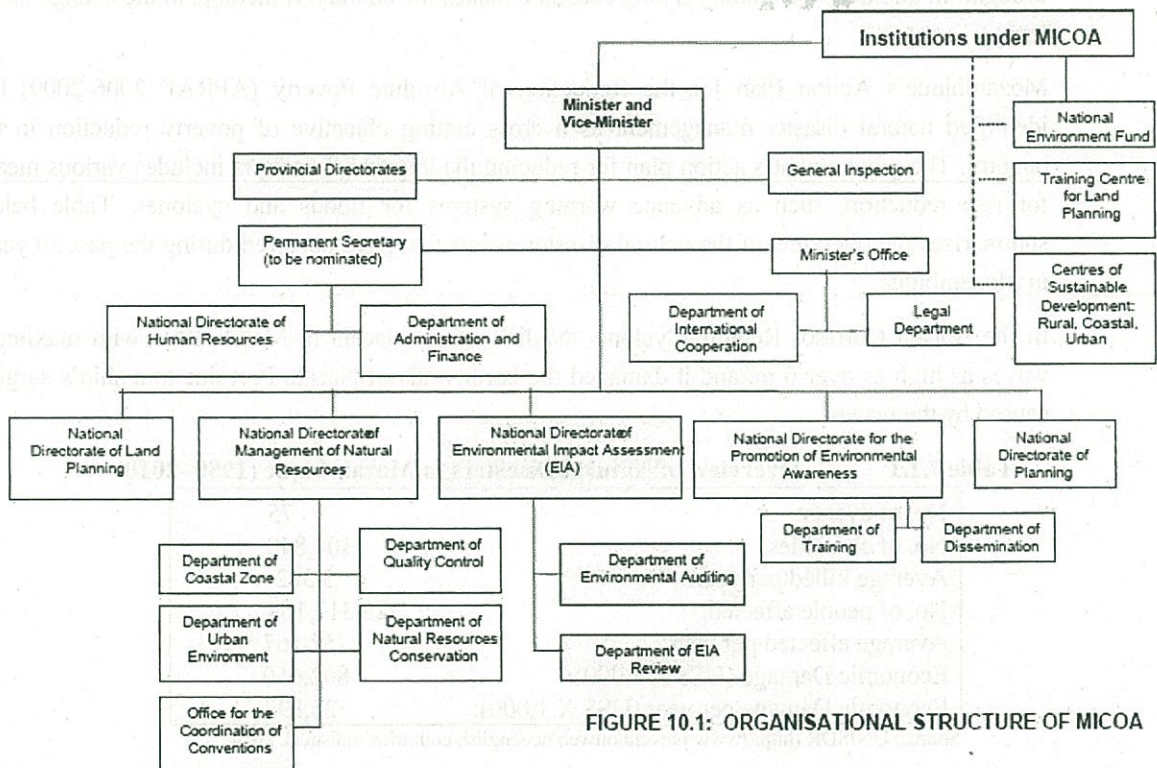 Institutions under MICOA
Minister and
Vice-Minister
National
Environment Fund
Provincial Directorates
General Inspection
Training Centre
for Land
Planning
Permanent Secretary
(to be nominated)
Minister's Office
Centres of
Sustainable
Development:
Rural, Coastal,
Urban
National Directorate of
Human Resources
Department of
Administration and
Finance
Department of
International
Cooperation
Legal
Department
National
Directorate of Land
Planning
National Directorate of
Management of Natural
Resources
National Directorate of
Environmental Impact Assessment
(EIA)
National Directorate for the
Promotion of Environmental
Awareness
National
Directorate
of Planning
Department of
Training
Department of
Dissemination
Department of
Coastal Zone
Department of
Quality Control
Department of
Environmental Auditing
Department of
Urban
Environment
Department of
Natural Resources
Conservation
Department of EIA
Review
Office for the
Coordination of
Conventions
FIGURE 10.1: ORGANISATIONAL STRUCTURE OF MICOA